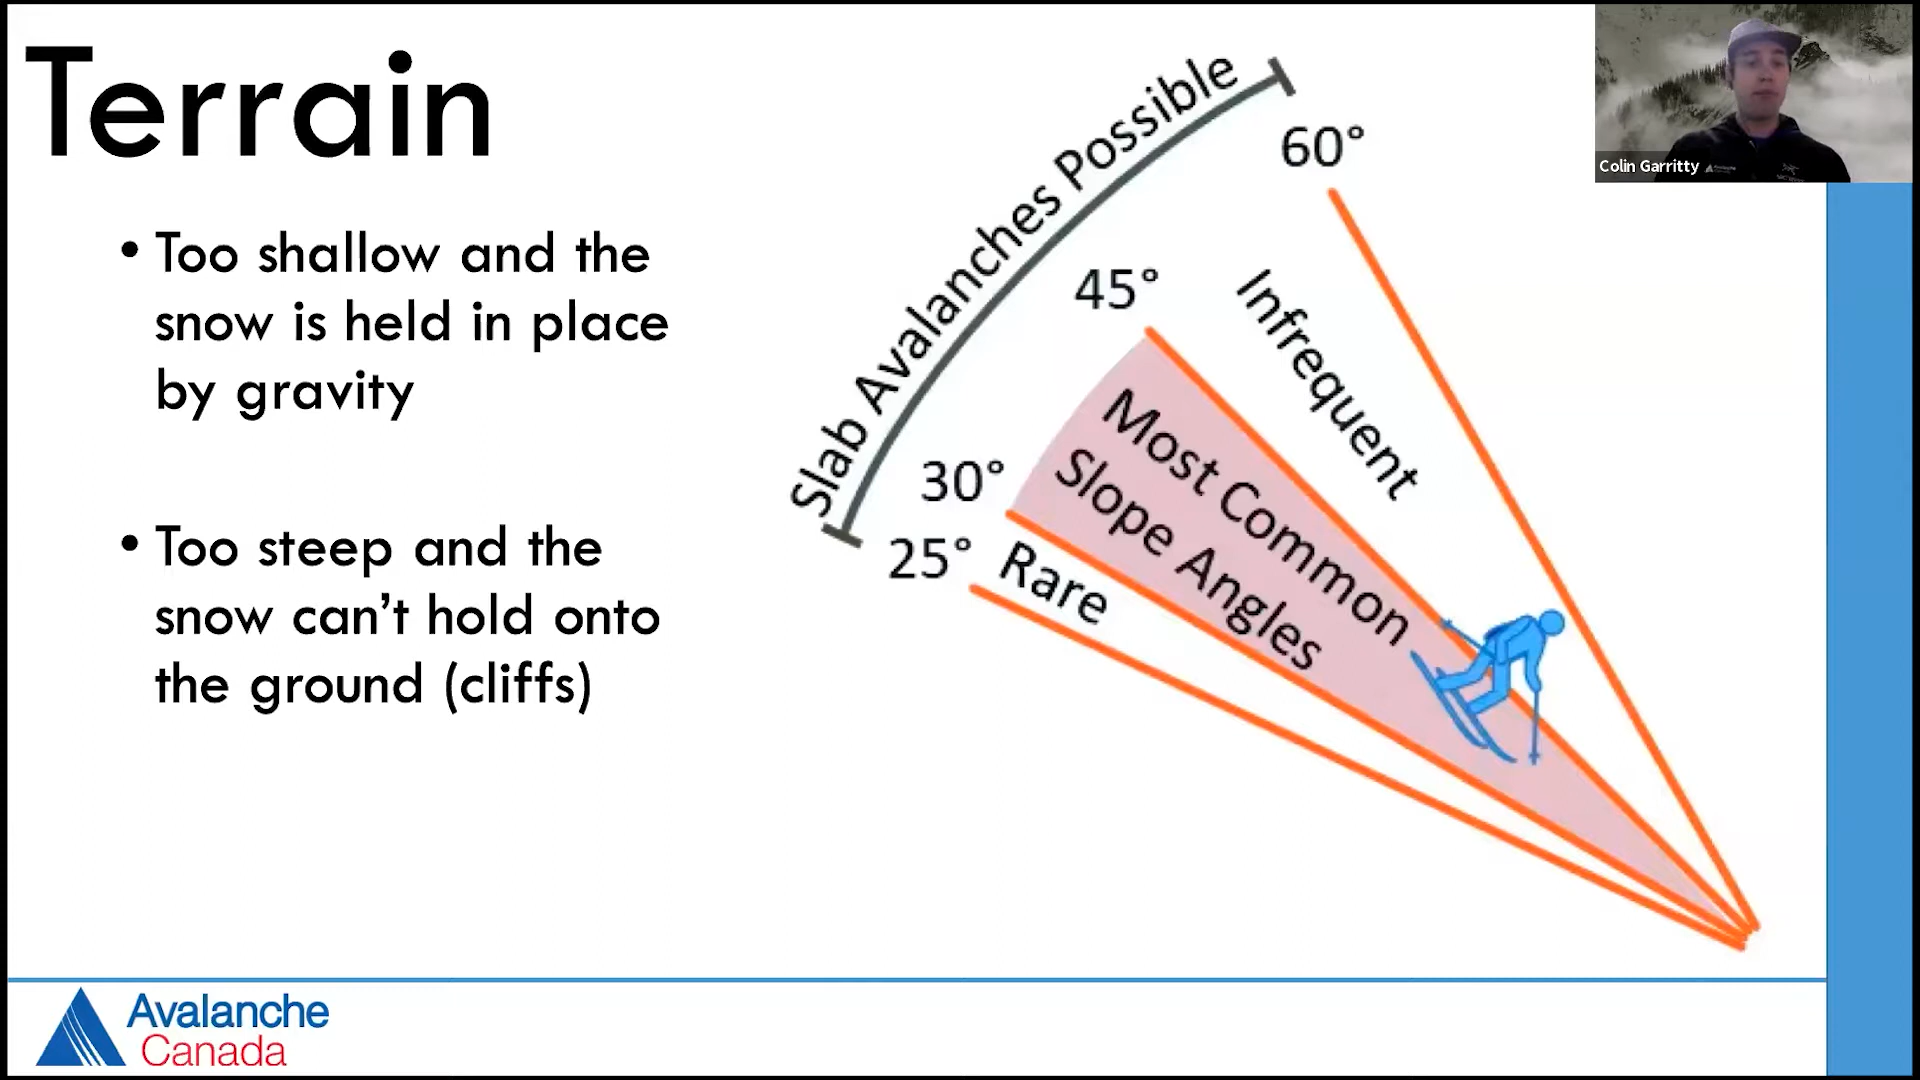 Terrain
• Too shallow and the
snow is held in place
by gravity
• Too steep and the
snow can’t hold onto
the ground (cliffs)
Slab Avalanches Possible
60°
45°
30°
25°
Infrequent
Most Common
Slope Angles
Rare
Colin Garritty
Avalanche
Canada